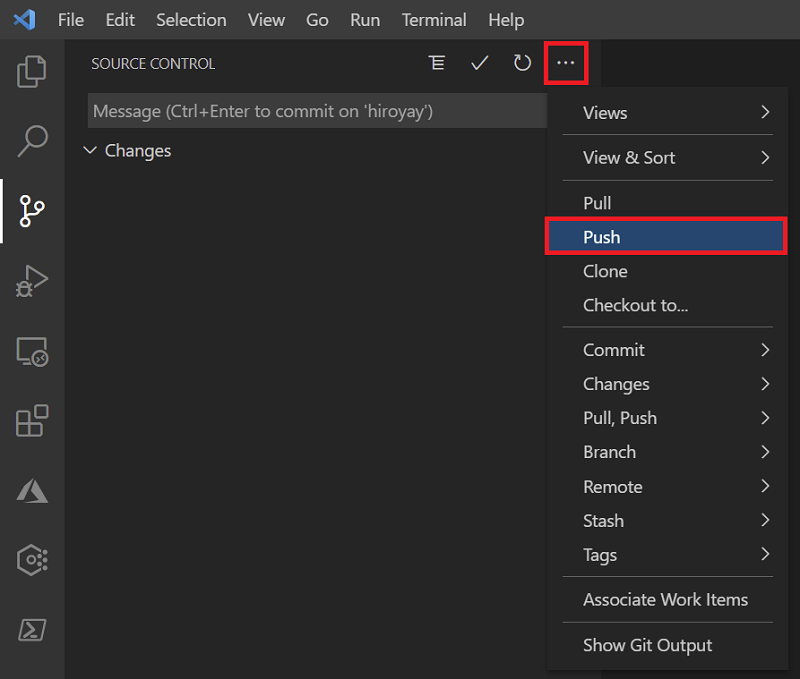 File Edit Selection View Go Run Terminal Help
SOURCE CONTROL
Message (Ctrl+Enter to commit on 'hiroyay')
Changes
Views
View & Sort
Pull
Push
Clone
Checkout to...
Commit
Changes
Pull, Push
Branch
Remote
Stash
Tags
Associate Work Items
Show Git Output